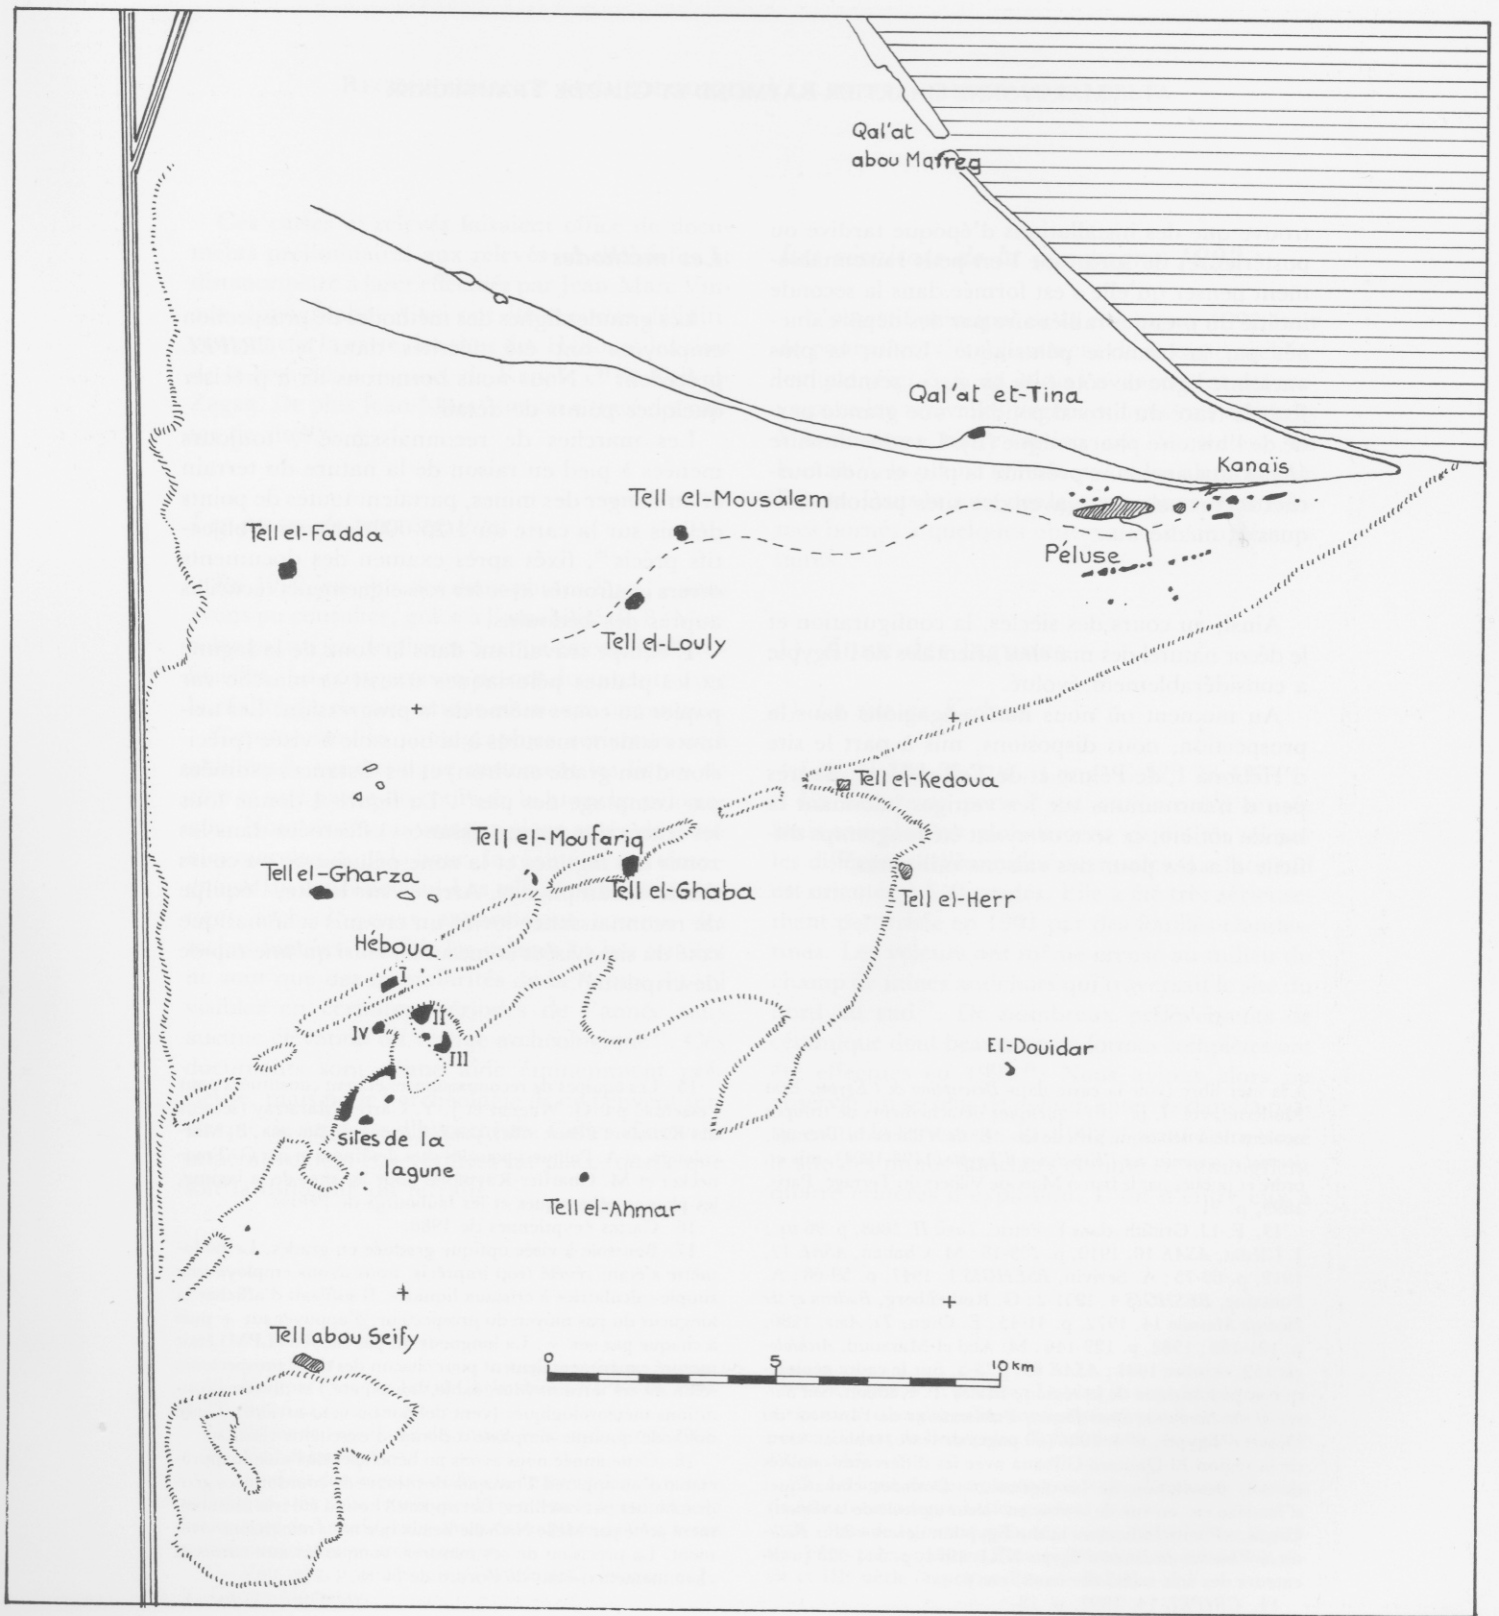 Qal'at
abou Mafreg
Qal'at et-Tina
Kanaïs
Tell el-Mousalem
Tell el-Fadda
Péluse
Tell el-Louly
Tell el-Kedoua
Tell el-Moufariq
Tell el-Gharza
Tell el-Ghaba
Tell el-Herr
Héboua
I
II
IV
III
El-Douidar
sites de la
lagune
Tell el-Ahmar
Tell abou Seify
0 5 10 km